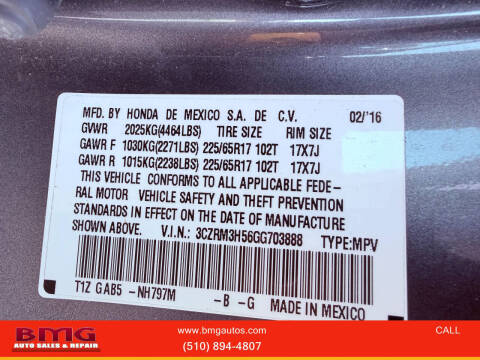 MFD. BY HONDA DE MEXICO S.A. DE C.V. 02/'16
GVWR 2025KG(4464LBS) TIRE SIZE RIM SIZE
GAWR F 1030KG(2271LBS) 225/65R17 102T 17X7J
GAWR R 1015KG(2238LBS) 225/65R17 102T 17X7J
THIS VEHICLE CONFORMS TO ALL APPLICABLE FEDE-
RAL MOTOR VEHICLE SAFETY AND THEFT PREVENTION
STANDARDS IN EFFECT ON THE DATE OF MANUFACTURE
SHOWN ABOVE. V.I.N.: 3CZRM3H56GG703888 TYPE:MPV
T1Z GAB5 -NH797M -B -G MADE IN MEXICO
BMG
AUTO SALES & REPAIR
www.bmgautos.com
(510) 894-4807
CALL